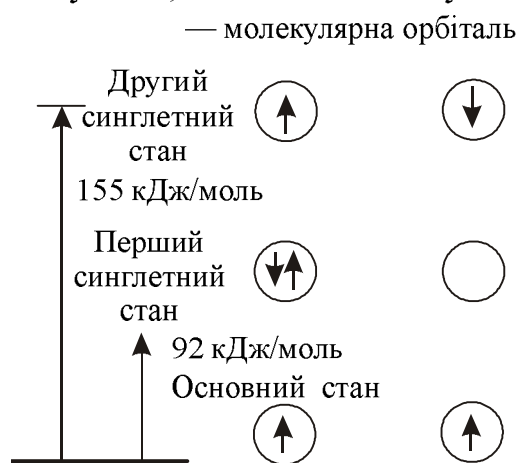 — молекулярна орбіталь
Другий
синглетний
стан
155 кДж/моль
Перший
синглетний
стан
92 кДж/моль
Основний стан